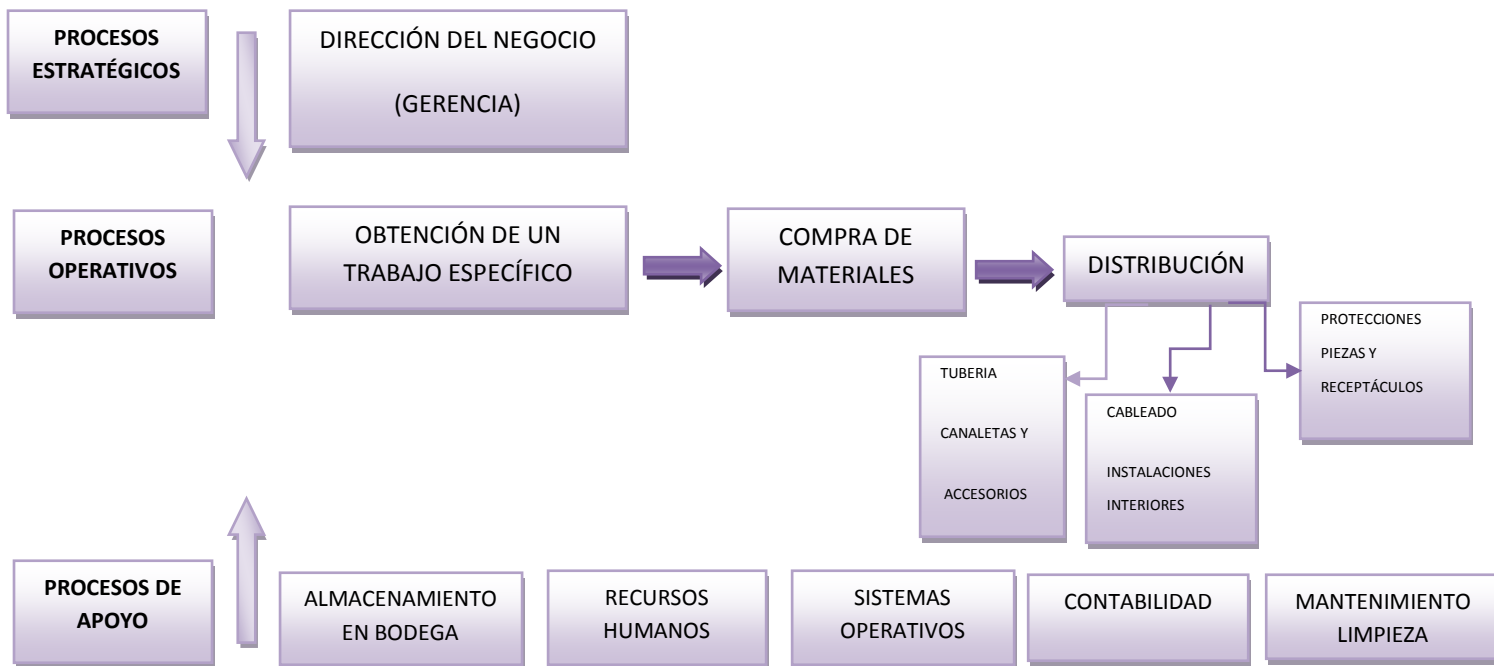 PROCESOS
ESTRATÉGICOS
DIRECCIÓN DEL NEGOCIO
(GERENCIA)
PROCESOS
OPERATIVOS
OBTENCIÓN DE UN
TRABAJO ESPECÍFICO
COMPRA DE
MATERIALES
DISTRIBUCIÓN
TUBERIA
CANALETAS Y
ACCESORIOS
CABLEADO
INSTALACIONES
INTERIORES
PROTECCIONES
PIEZAS Y
RECEPTÁCULOS
PROCESOS DE
APOYO
ALMACENAMIENTO
EN BODEGA
RECURSOS
HUMANOS
SISTEMAS
OPERATIVOS
CONTABILIDAD
MANTENIMIENTO
LIMPIEZA